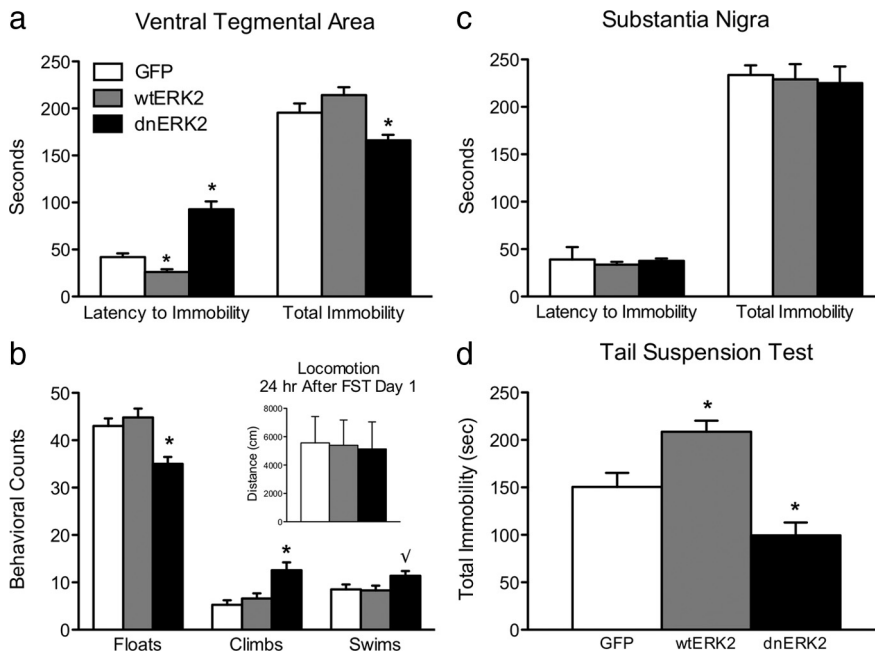 a
Ventral Tegmental Area
250
200
150
100
50
0
Seconds
GFP
wtERK2
dnERK2
*
*
*
Latency to Immobility
Total Immobility
c
Substantia Nigra
250
200
150
100
50
0
Seconds
Latency to Immobility
Total Immobility
b
50
40
30
20
10
0
Behavioral Counts
*
*
√
Floats
Climbs
Swims
Locomotion
24 hr After FST Day 1
8000
6000
4000
2000
0
Distance (cm)
d
Tail Suspension Test
250
200
150
100
50
0
Total Immobility (sec)
*
*
GFP
wtERK2
dnERK2